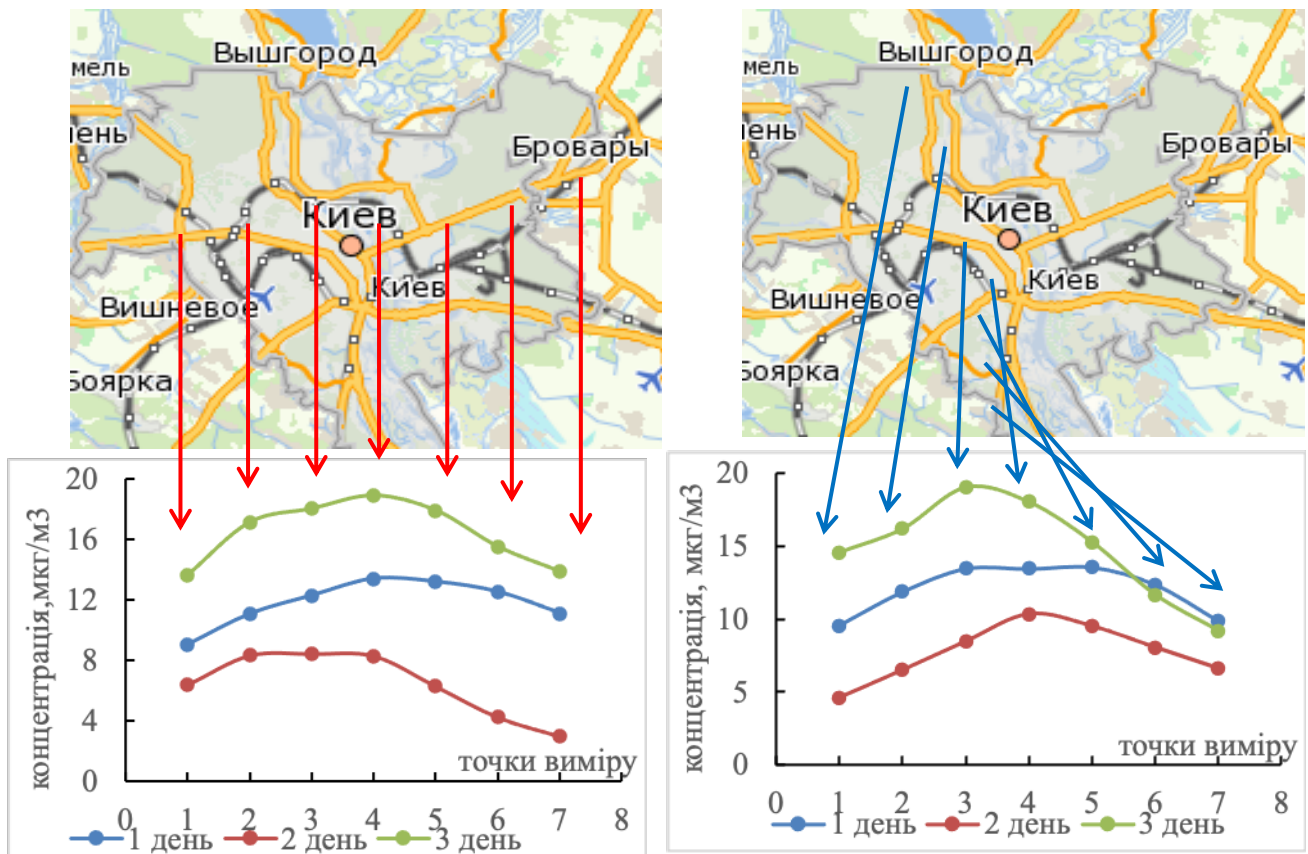 Вышгород
мель
ень
Бровары
Киев
Киев
Вишневое
Боярка
Вышгород
мель
ень
Бровары
Киев
Киев
Вишневое
Боярка
концентрація,мкг/м3
20
16
12
8
4
0
точки виміру
0 1 2 3 4 5 6 7 8
1 день 2 день 3 день
концентрація, мкг/м3
20
15
10
5
0
точки виміру
0 1 2 3 4 5 6 7 8
1 день 2 день 3 день